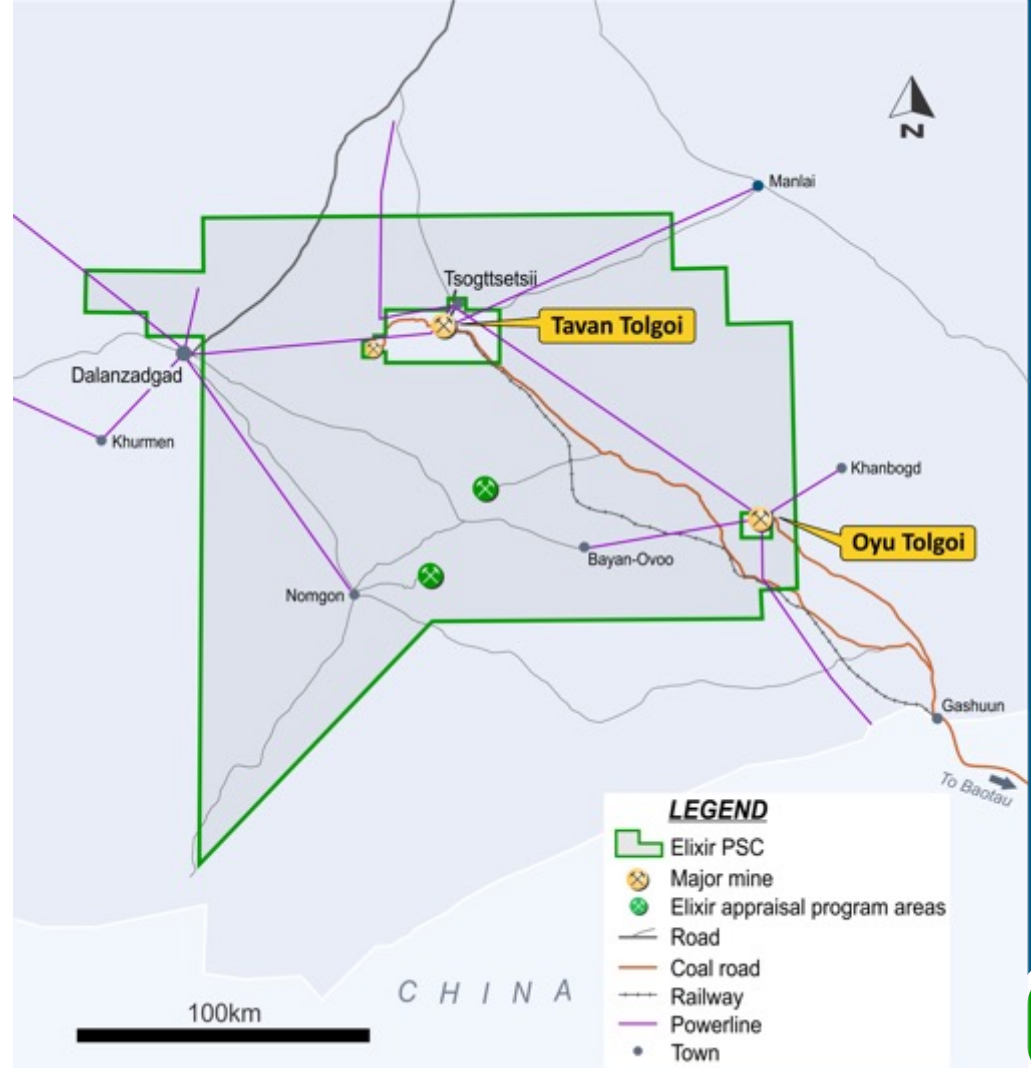 N
Manlai
Tsogttsetsii
Tavan Tolgoi
Dalanzadgad
Khurmen
Khanbogd
Oyu Tolgoi
Bayan-Ovoo
Nomgon
Gashuun
To Baotau
LEGEND
Elixir PSC
Major mine
Elixir appraisal program areas
Road
Coal road
Railway
Powerline
Town
CHINA
100km